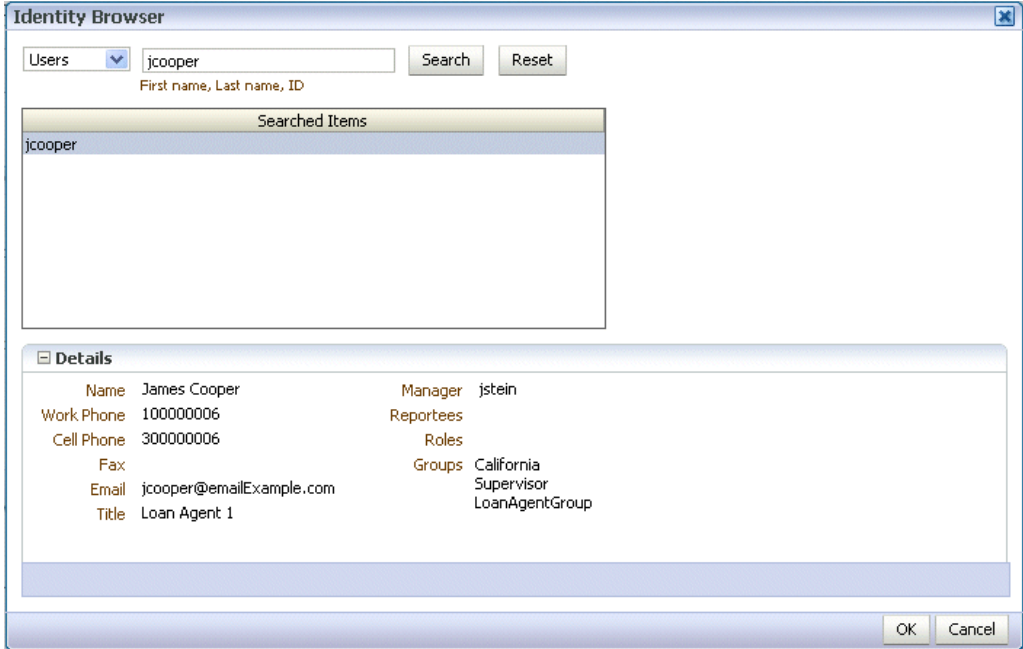 Identity Browser
Users jcooper Search Reset
First name, Last name, ID
Searched Items
jcooper
Details
Name James Cooper Manager jstein
Work Phone 100000006 Reportees
Cell Phone 300000006 Roles
Fax Groups California
Supervisor
Email jcooper@emailExample.com
LoanAgentGroup
Title Loan Agent 1
OK Cancel